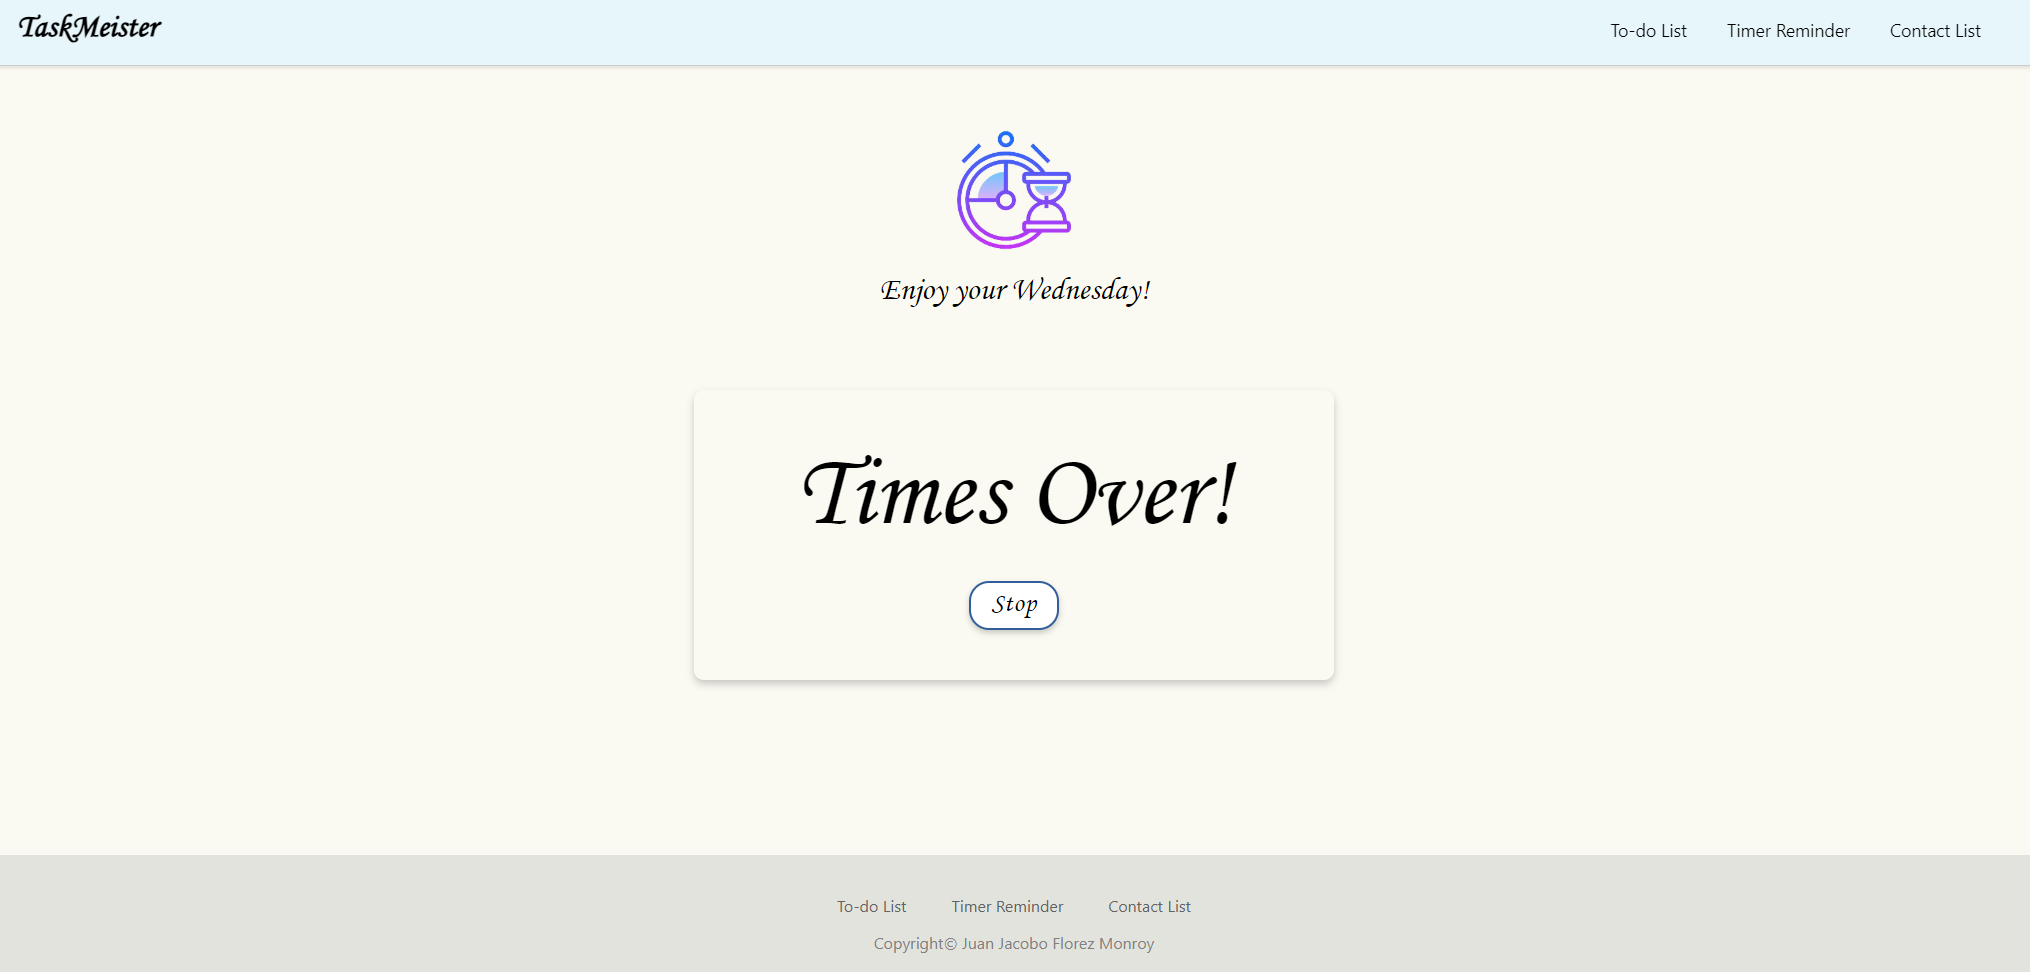 TaskMeister
To-do List Timer Reminder Contact List
Enjoy your Wednesday!
Times Over!
Stop
To-do List Timer Reminder Contact List
Copyright© Juan Jacobo Florez Monroy